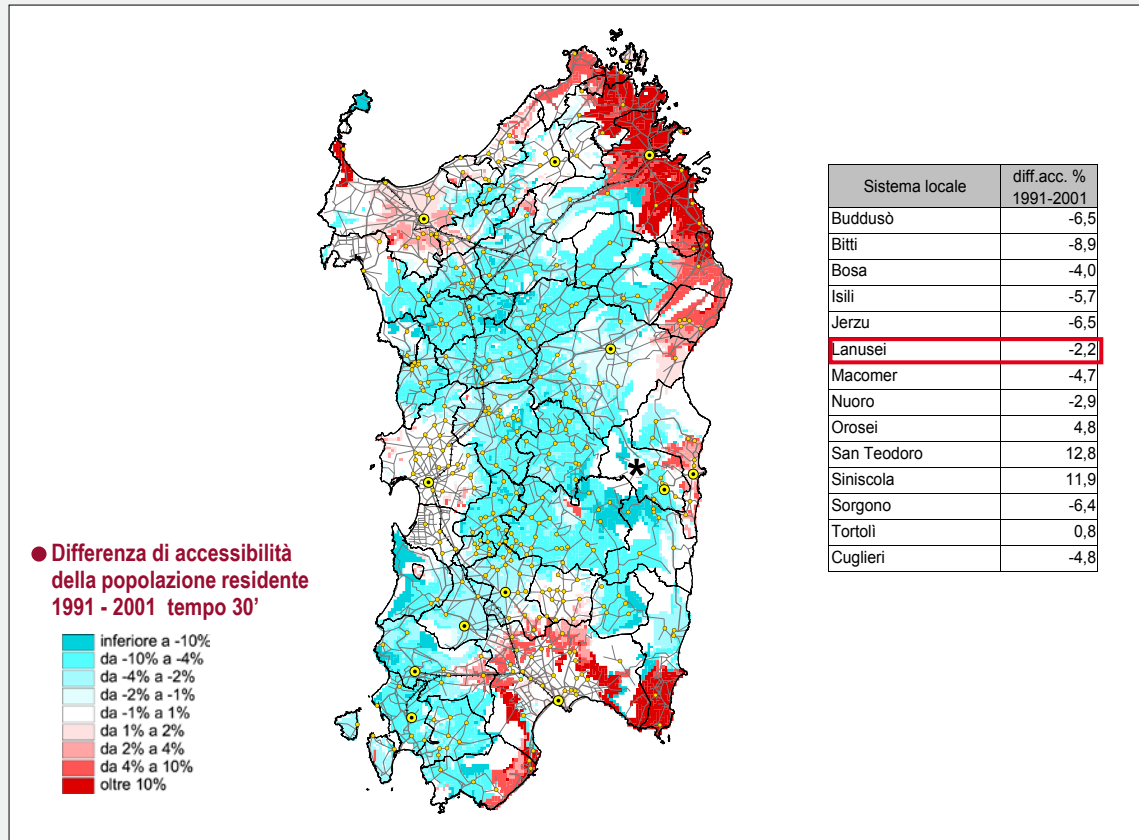 Sistema locale diff.acc. % 1991-2001
Buddusò -6,5
Bitti -8,9
Bosa -4,0
Isili -5,7
Jerzu -6,5
Lanusei -2,2
Macomer -4,7
Nuoro -2,9
Orosei 4,8
San Teodoro 12,8
Siniscola 11,9
Sorgono -6,4
Tortolì 0,8
Cuglieri -4,8
*
Differenza di accessibilità
della popolazione residente
1991 - 2001 tempo 30'
inferiore a -10%
da -10% a -4%
da -4% a -2%
da -2% a -1%
da -1% a 1%
da 1% a 2%
da 2% a 4%
da 4% a 10%
oltre 10%